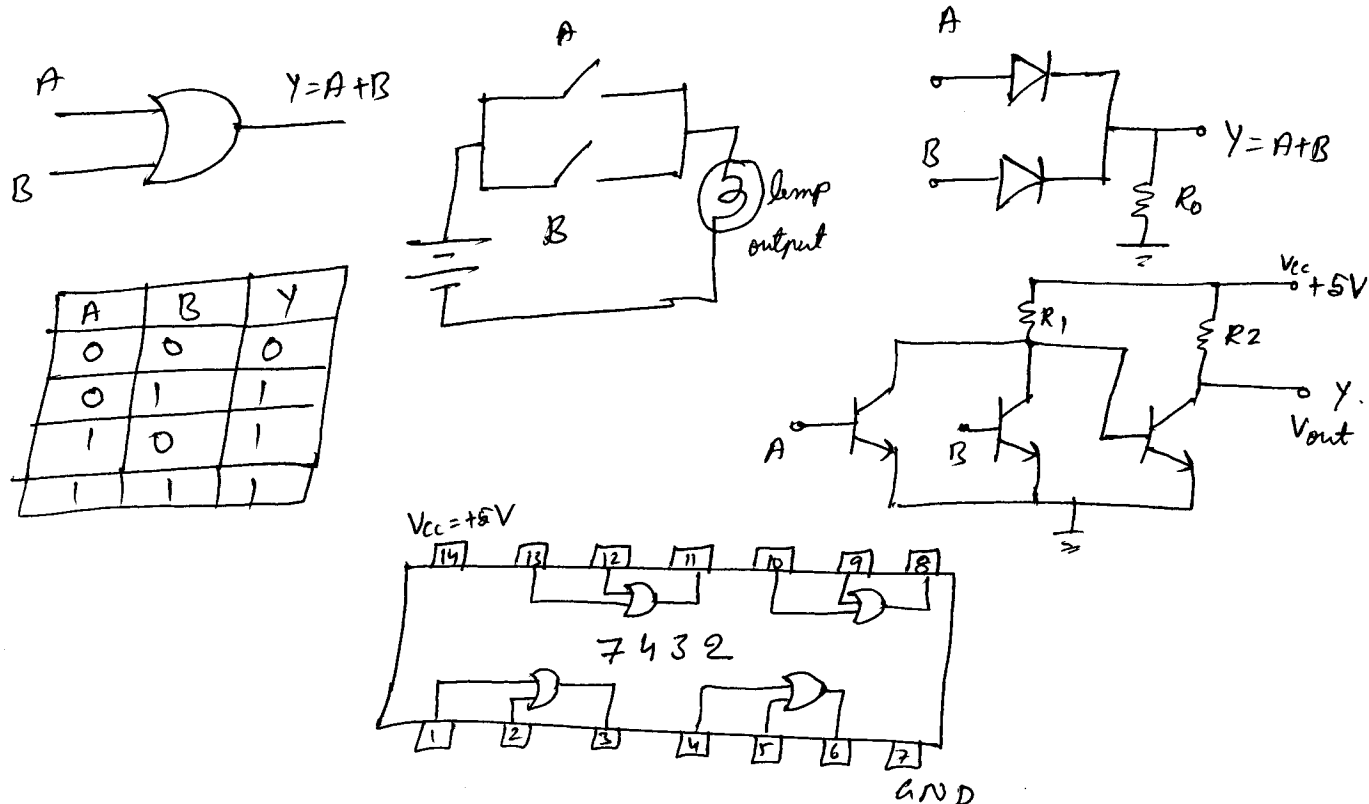 A
B
Y=A+B
A
B
lamp
output
A
B
Y=A+B
R0
A B Y
0 0 0
0 1 1
1 0 1
1 1 1
Vcc
+5V
R1
R2
A
B
Y.
Vout
Vcc=+5V
14 13 12 11 10 9 8
7432
1 2 3 4 5 6 7
GND